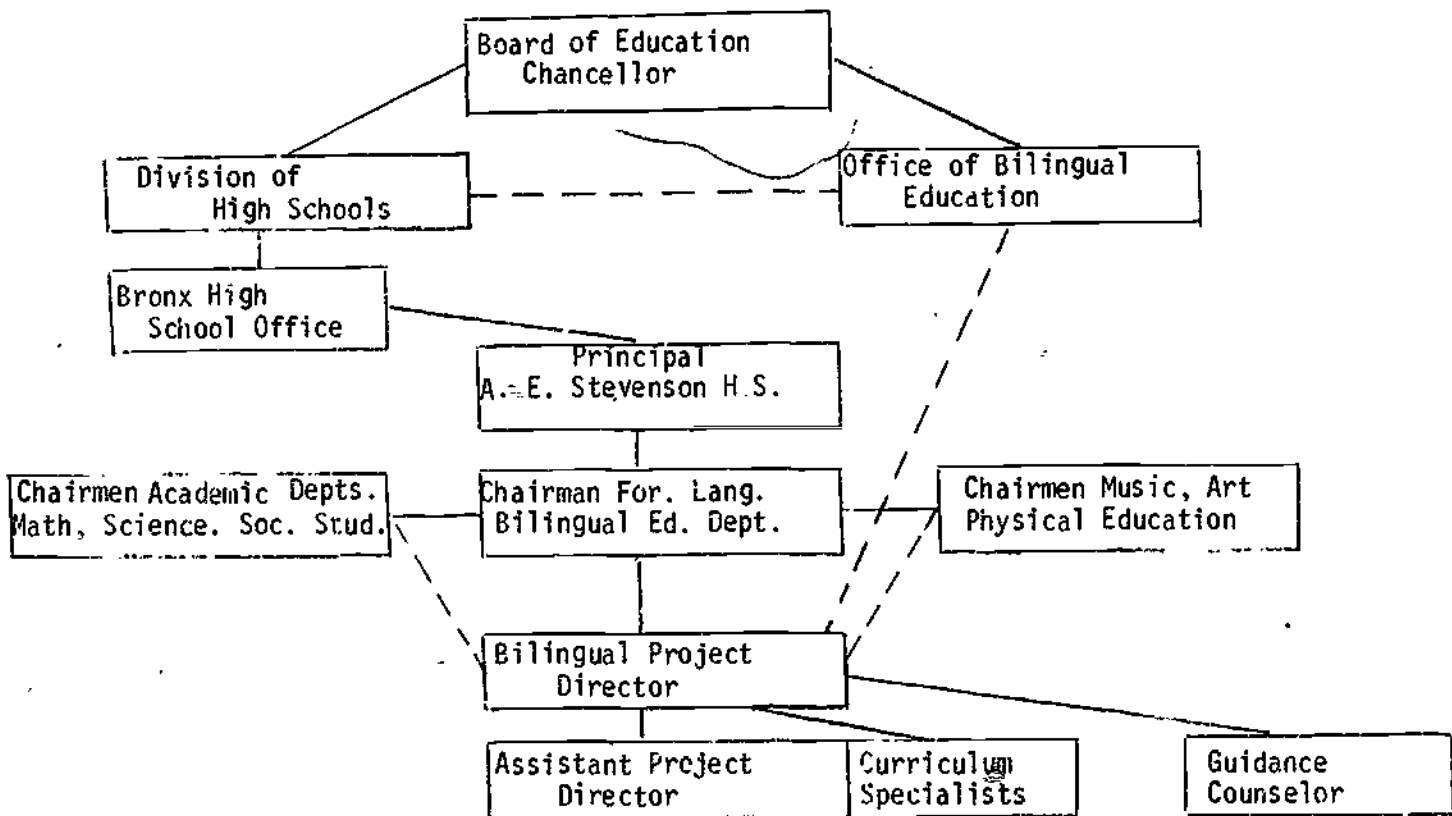 Board of Education
Chancellor
Division of
High Schools
Office of Bilingual
Education
Bronx High
School Office
Principal
A. E. Stevenson H.S.
Chairmen Academic Depts.
Math, Science. Soc. Stud.
Chairman For. Lang.
Bilingual Ed. Dept.
Chairmen Music, Art
Physical Education
Bilingual Project
Director
Assistant Project
Director
Curriculum
Specialists
Guidance
Counselor